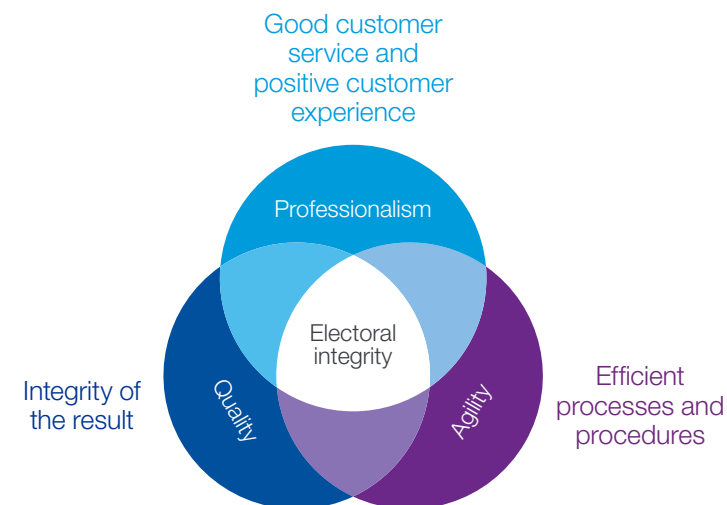 Good customer
service and
positive customer
experience
Professionalism
Electoral
integrity
Integrity of
the result
Quality
Agility
Efficient
processes and
procedures